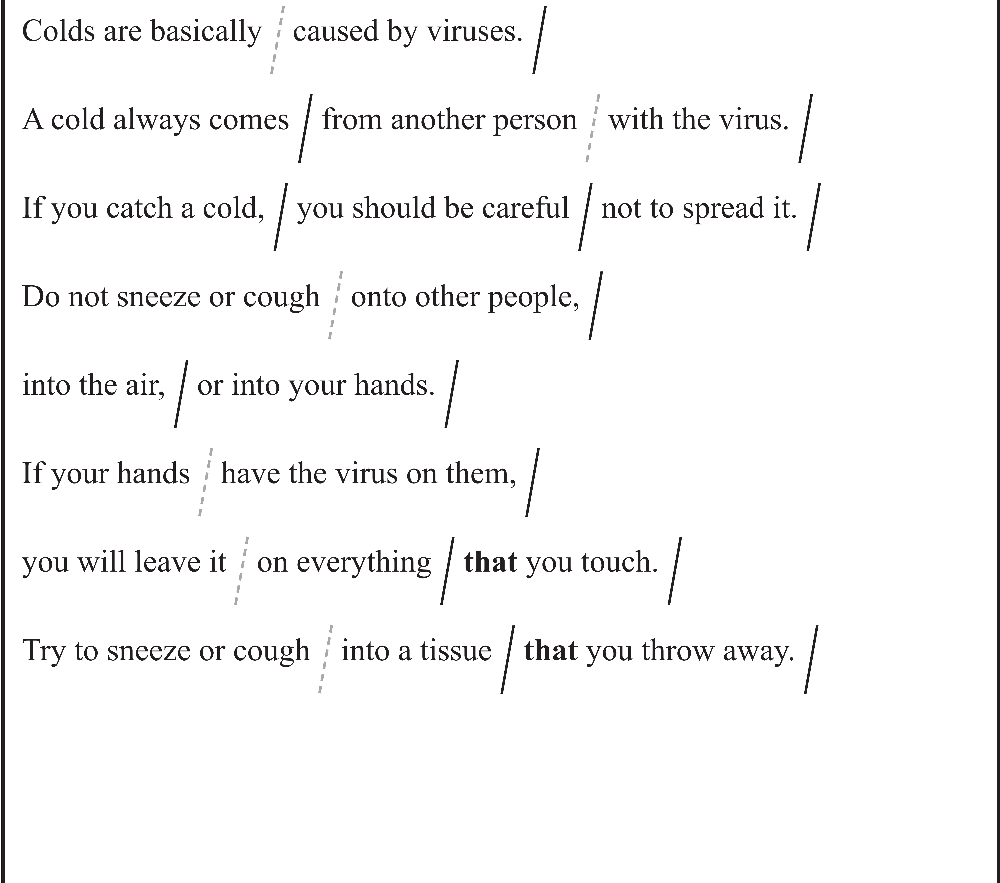 Colds are basically / caused by viruses. /
A cold always comes / from another person / with the virus. /
If you catch a cold, / you should be careful / not to spread it. /
Do not sneeze or cough / onto other people, /
into the air, / or into your hands. /
If your hands / have the virus on them, /
you will leave it / on everything / that you touch. /
Try to sneeze or cough / into a tissue / that you throw away. /